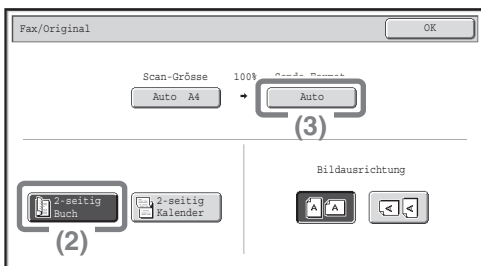 Fax/Original
OK
Scan-Grösse 100%
Auto A4
Auto
(3)
Bildausrichtung
2-seitig
Buch
2-seitig
Kalender
A A
A A
(2)